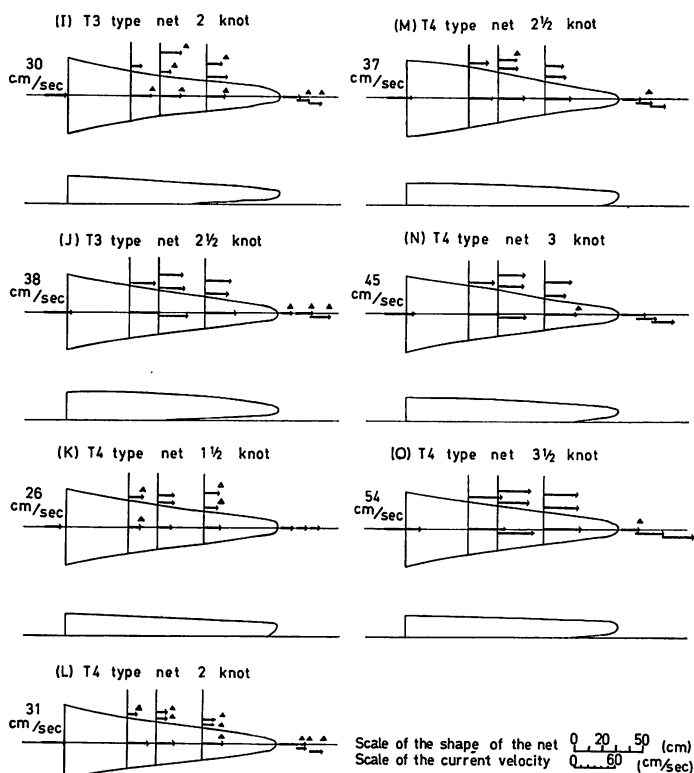 (I) T3 type net 2 knot
30
cm/sec
(J) T3 type net 2½ knot
38
cm/sec
(K) T4 type net 1½ knot
26
cm/sec
(L) T4 type net 2 knot
31
cm/sec
(M) T4 type net 2½ knot
37
cm/sec
(N) T4 type net 3 knot
45
cm/sec
(O) T4 type net 3½ knot
54
cm/sec
Scale of the shape of the net 0 20 50 (cm)
Scale of the current velocity 0 60 (cm/sec)